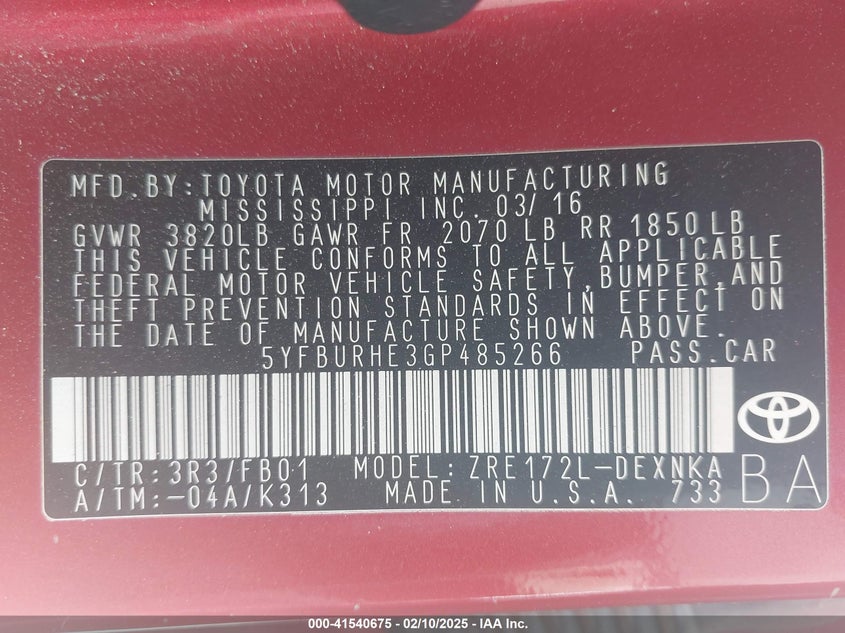 MFD.BY:TOYOTA MOTOR MANUFACTURING
MISSISSIPPI INC. 03/16
GVWR 3820LB GAWR FR 2070 LB RR 1850 LB
THIS VEHICLE CONFORMS TO ALL APPLICABLE
FEDERAL MOTOR VEHICLE SAFETY,BUMPER,AND
THEFT PREVENTION STANDARDS IN EFFECT ON
THE DATE OF MANUFACTURE SHOWN ABOVE.
5YFBURHE3GP485266 PASS.CAR
C/TR:3R3/FB01 MODEL: ZRE172L-DEXNKA
A/TM:-04A/K313 MADE IN U.S.A. 733
BA
000-41540675 | 02/10/2025 - IAA Inc.